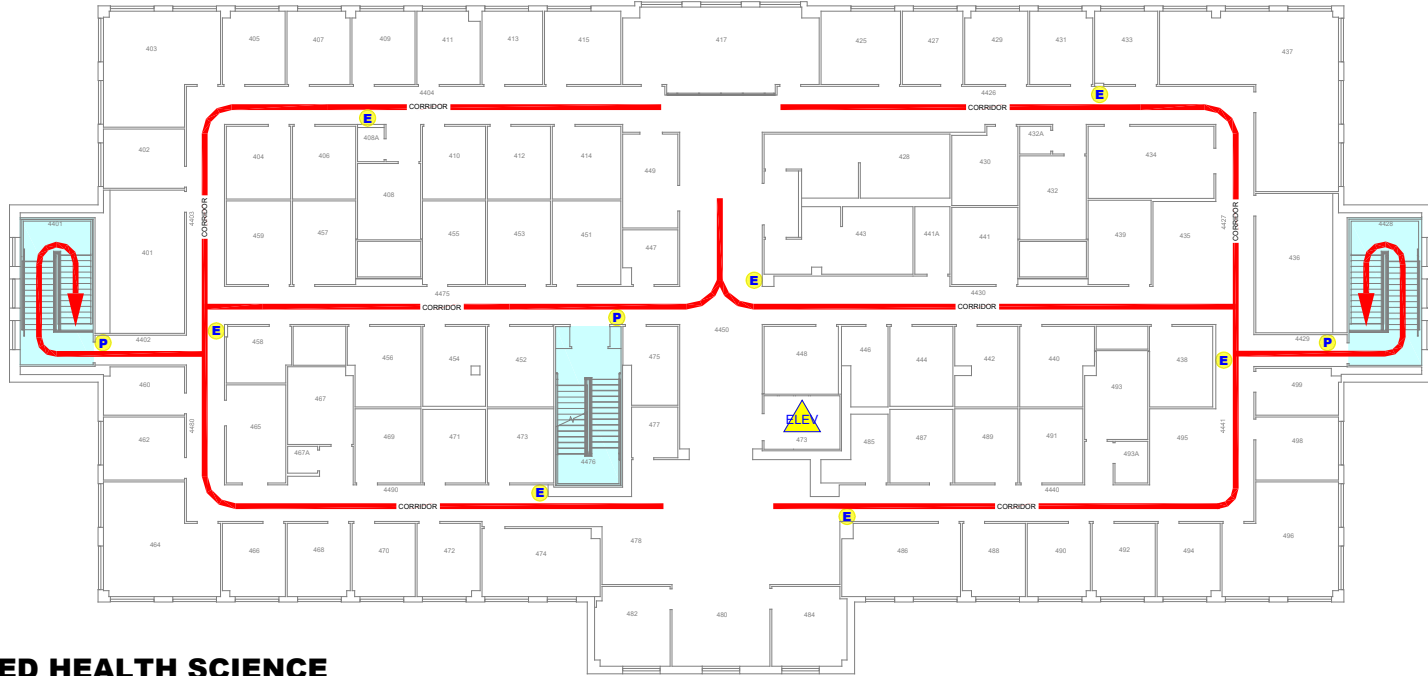 403 405 407 409 411 413 415 417 425 427 429 431 433 437
4404 4426
CORRIDOR CORRIDOR
E E
402 404 406 408A 408 410 412 414 449 428 430 432A 432 434
4401 4403 CORRIDOR 401 459 457 455 453 451 447 443 441A 441 439 435 4427 CORRIDOR 436 4428
E
4475 4430
CORRIDOR CORRIDOR
P
E 4450
P 4402 458 456 454 452 475 448 446 444 442 440 438 E 4429 P
460 467 493 499
ELEV
462 4480 465 467A 469 471 473 4476 477 473 485 487 489 491 493A 495 4441 498
4490 E 4440
CORRIDOR CORRIDOR
E
464 466 468 470 472 474 478 486 488 490 492 494 496
482 480 484
ED HEALTH SCIENCE